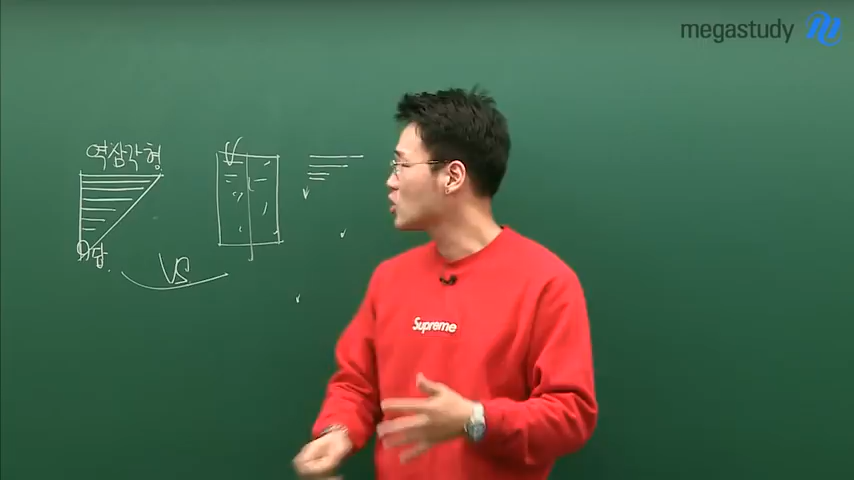 megastudy
역삼각형
VS
Supreme